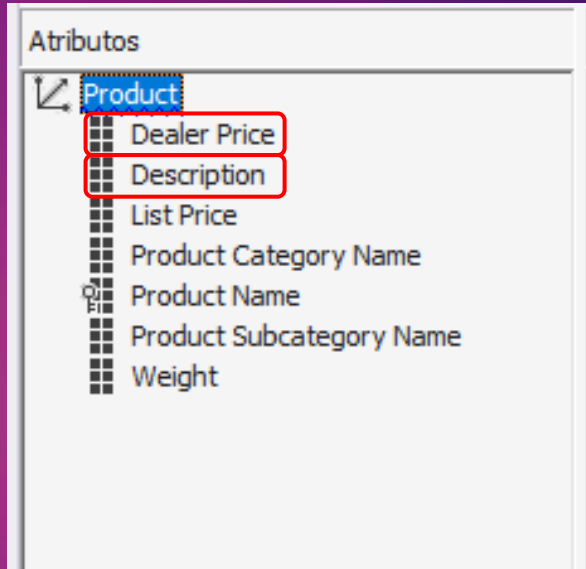 Atributos
Product
Dealer Price
Description
List Price
Product Category Name
Product Name
Product Subcategory Name
Weight